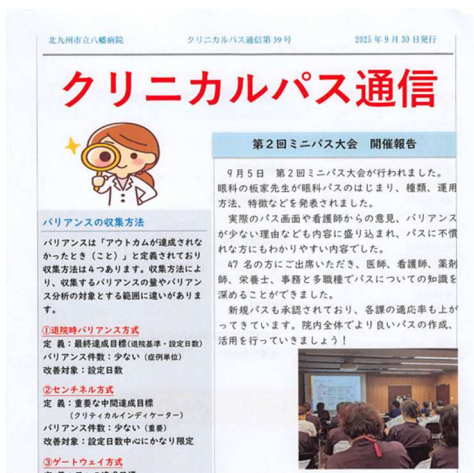 北九州市立八幡病院
クリニカルパス通信第39号
2025年9月30日発行
クリニカルパス通信
バリアンスの収集方法
バリアンスは「アウトカムが達成されな
かったとき(こと)」と定義されており
収集方法は4つあります。収集方法によ
り、収集するバリアンスの量やバリアン
ス分析の対象とする範囲に違いがありま
す。
①退院時バリアンス方式
定 義:最終達成目標(退院基準・設定日数)
バリアンス件数:少ない(症例単位)
改善対象:設定日数
②センチネル方式
定 義:重要な中間達成目標
(クリティカルインディケーター)
バリアンス件数:少ない(重要)
改善対象:設定日数中心にかなり限定
③ゲートウェイ方式
第2回ミニパス大会 開催報告
9月5日 第2回ミニパス大会が行われました。
眼科の板家先生が眼科パスのはじまり、種類、運用
方法、特徴などを発表されました。
実際のパス画面や看護師からの意見、バリアンス
が少ない理由なども内容に盛り込まれ、パスに不慣
れな方にもわかりやすい内容でした。
47名の方にご出席いただき、医師、看護師、薬剤
師、栄養士、事務と多職種でパスについての知識を
深めることができました。
新規パスも承認されており、各課の適応率も上が
ってきています。院内全体でより良いパスの作成、
活用を行っていきましょう!